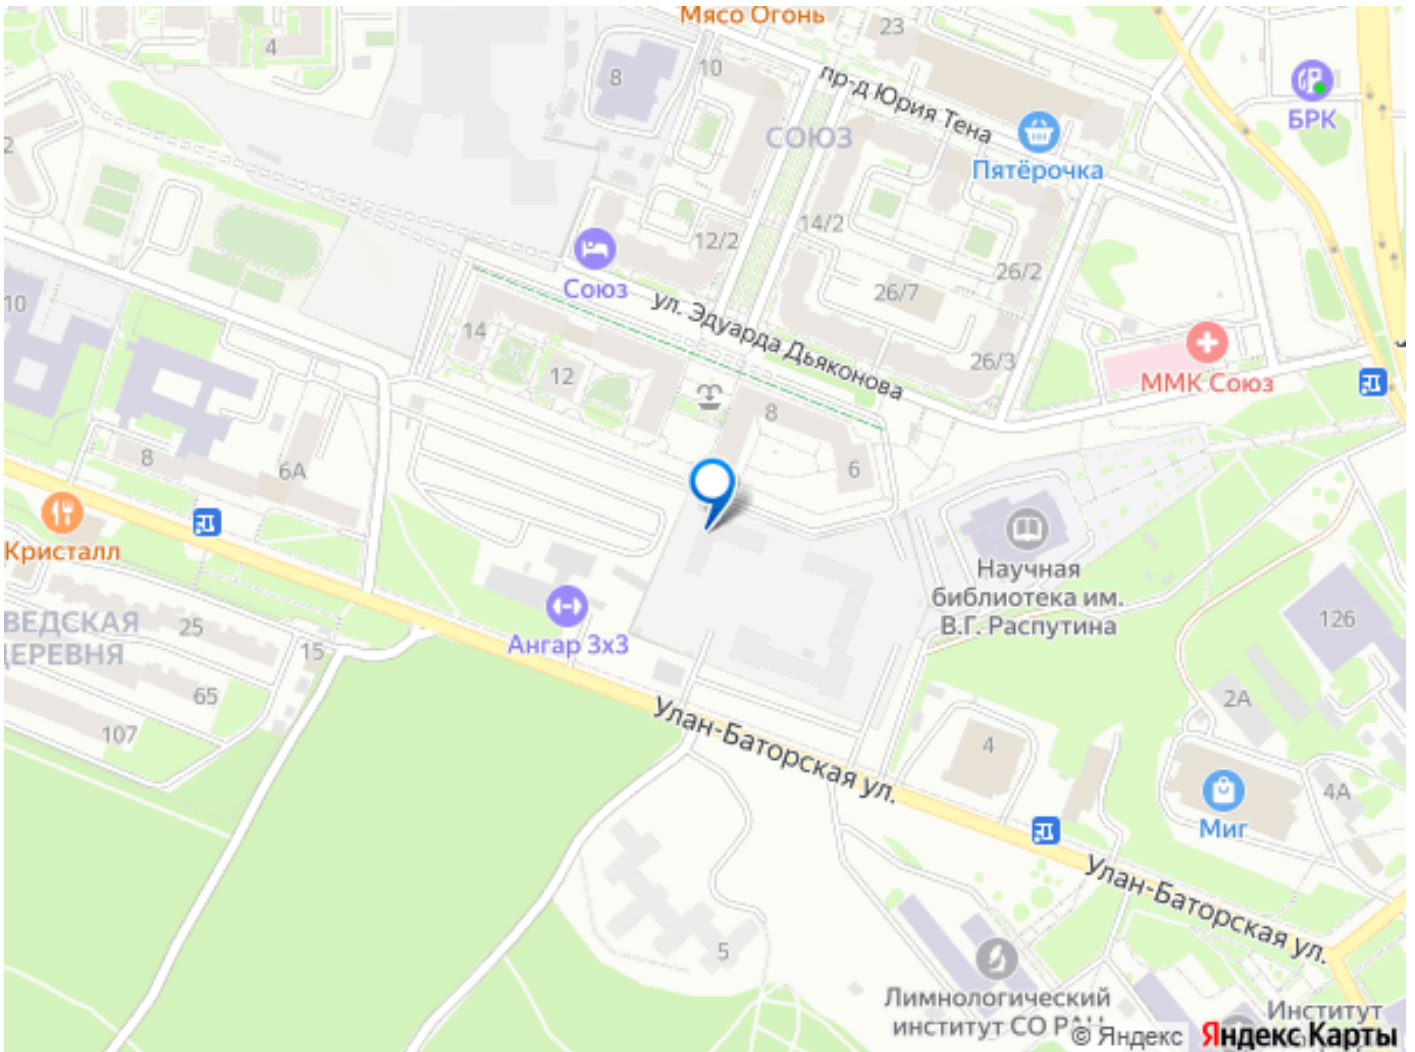 Мясо Огонь
4
23
8
10
пр-д Юрия Тена
БРК
СОЮЗ
Пятёрочка
2
14/2
12/2
26/2
Союз
26/7
10
ул. Эдуарда Дьяконова
14
26/3
12
ММК Союз
8
8
6А
6
Кристалл
Научная
библиотека им.
В.Г. Распутина
ВЕДСКАЯ
ДЕРЕВНЯ
25
15
126
Ангар 3х3
65
107
2А
Улан-Баторская ул.
4
4А
Миг
Улан-Баторская ул.
5
Лимнологический
институт СО РАН
Институт
© Яндекс Яндекс Карты